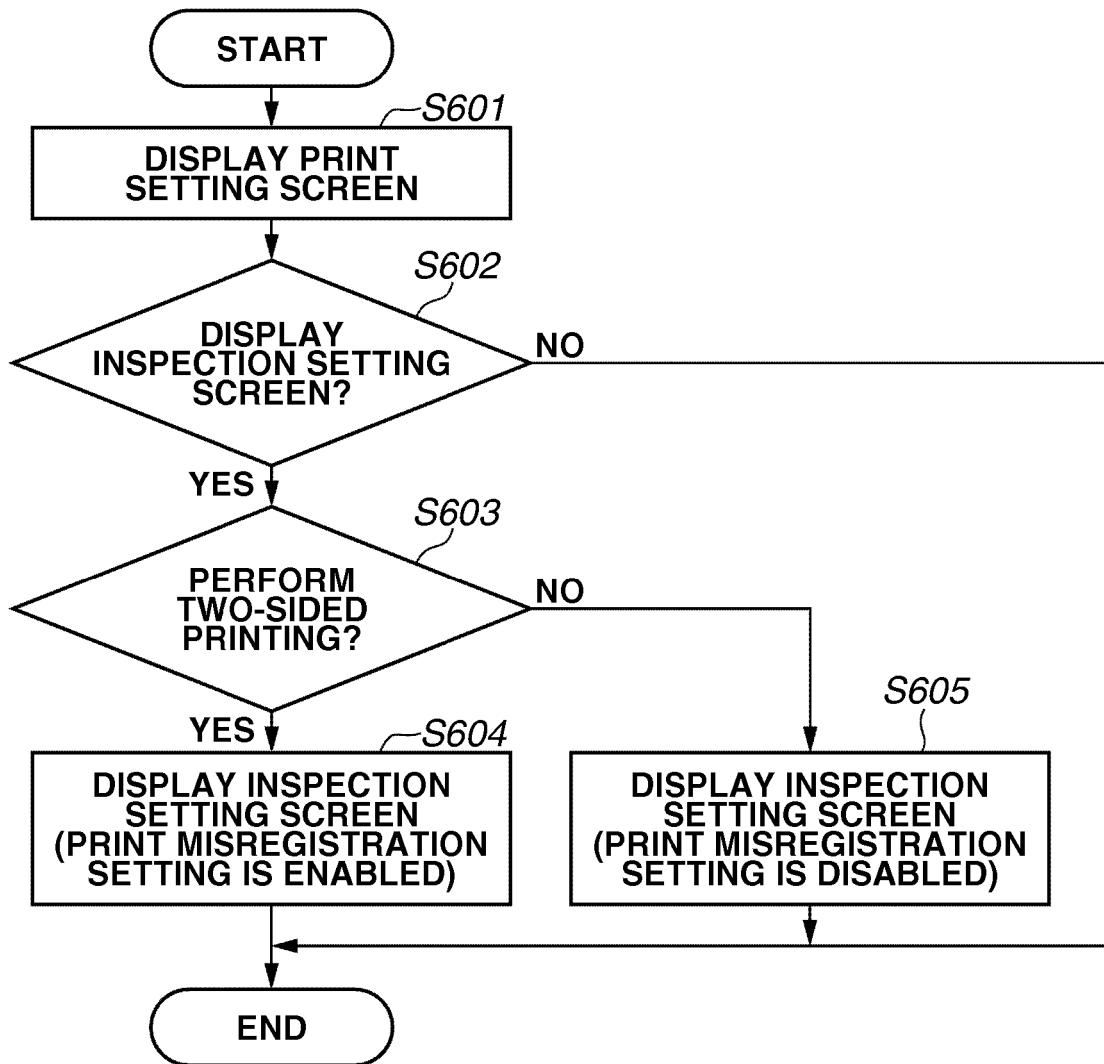 START
S601
DISPLAY PRINT
SETTING SCREEN
S602
DISPLAY
INSPECTION SETTING
SCREEN?
NO
YES
S603
PERFORM
TWO-SIDED
PRINTING?
NO
YES
S604
DISPLAY INSPECTION
SETTING SCREEN
(PRINT MISREGISTRATION
SETTING IS ENABLED)
S605
DISPLAY INSPECTION
SETTING SCREEN
(PRINT MISREGISTRATION
SETTING IS DISABLED)
END